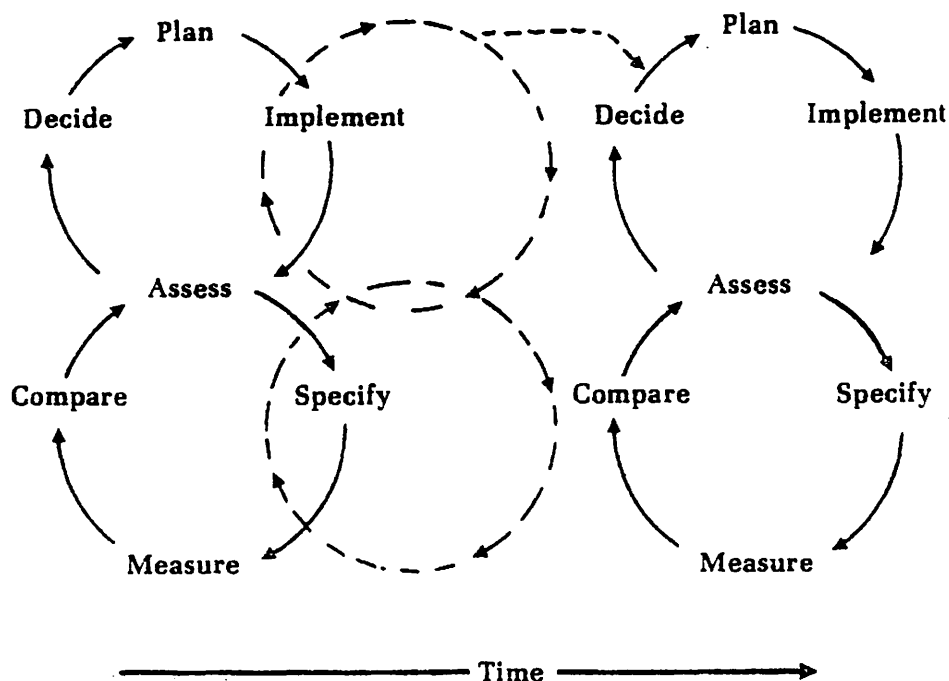 Plan
Decide
Implement
Assess
Compare
Specify
Measure
Plan
Decide
Implement
Assess
Compare
Specify
Measure
Time